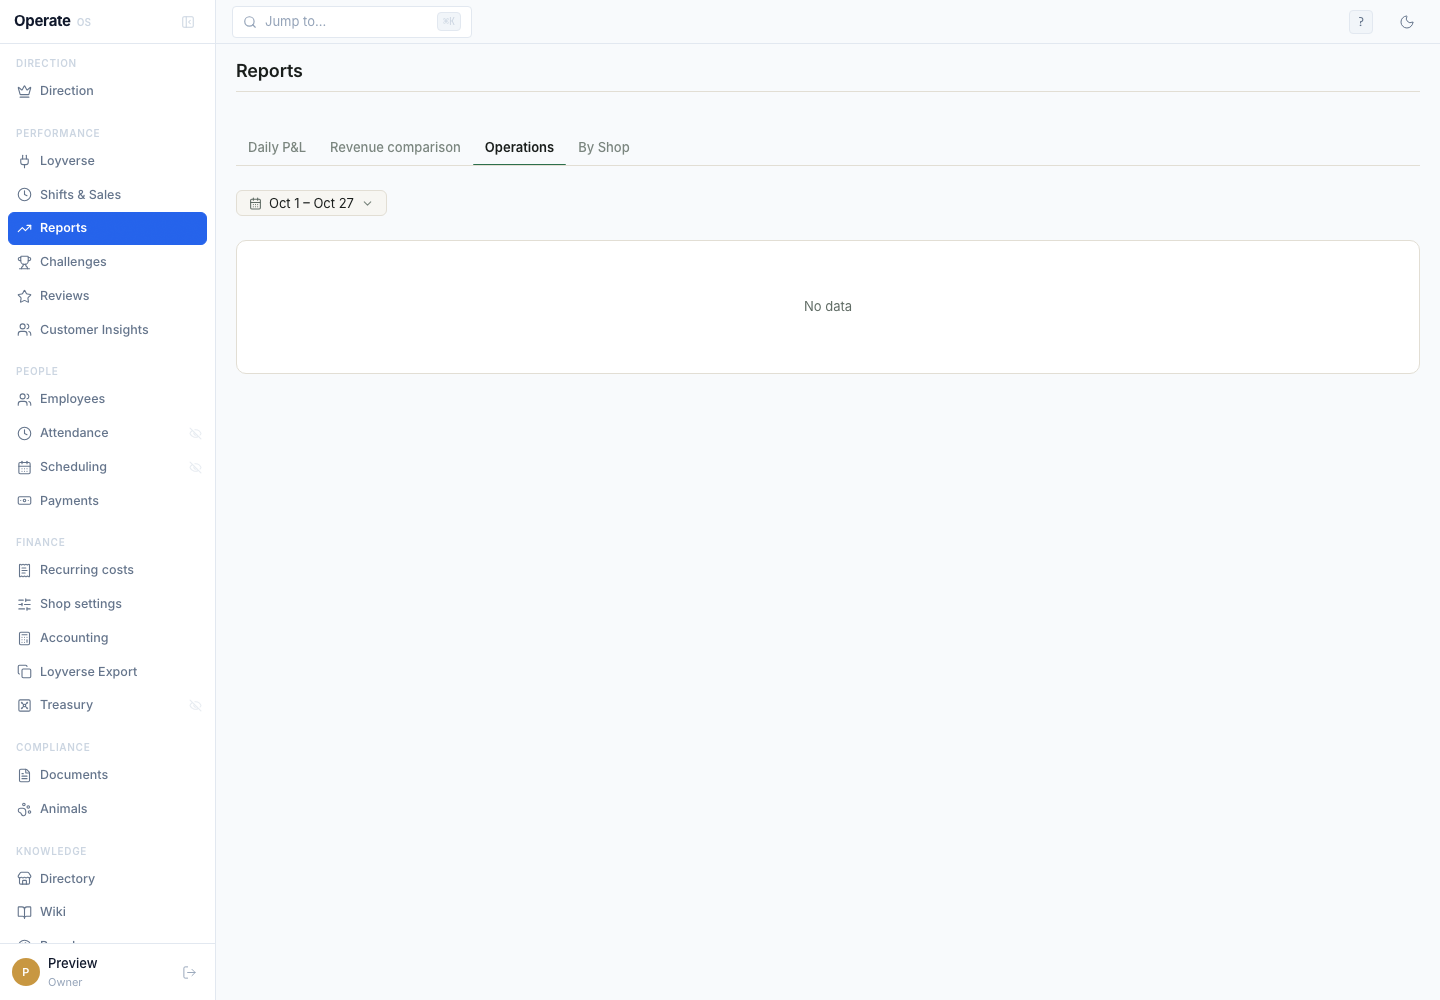 Operate OS
Jump to...
⌘K
?
DIRECTION
Direction
PERFORMANCE
Loyverse
Shifts & Sales
Reports
Challenges
Reviews
Customer Insights
PEOPLE
Employees
Attendance
Scheduling
Payments
FINANCE
Recurring costs
Shop settings
Accounting
Loyverse Export
Treasury
COMPLIANCE
Documents
Animals
KNOWLEDGE
Directory
Wiki
P
Preview
Owner
Reports
Daily P&L
Revenue comparison
Operations
By Shop
Oct 1 – Oct 27
No data